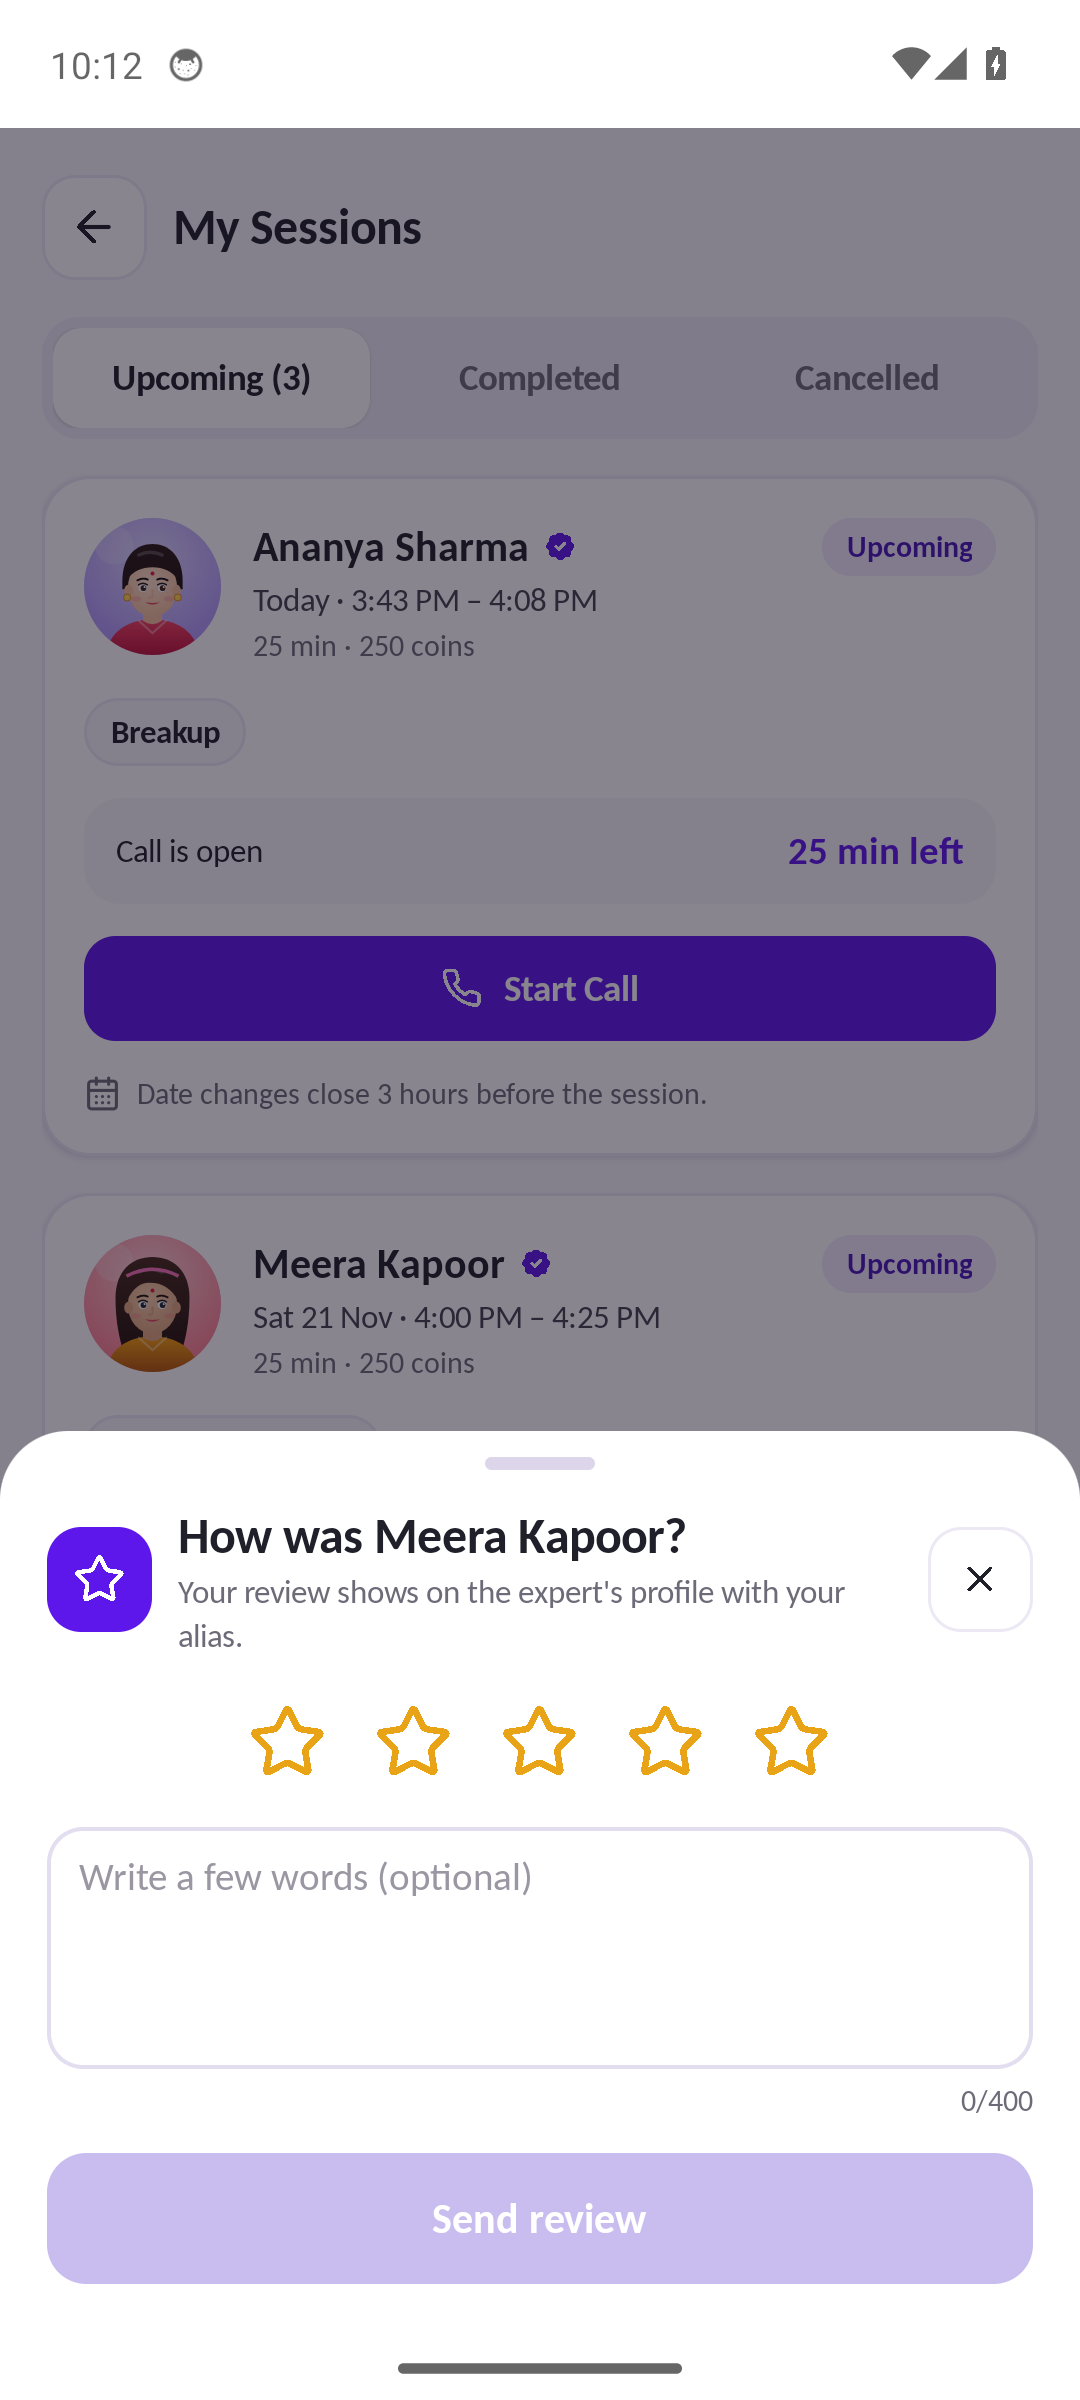 10:12
My Sessions
Upcoming (3)
Completed
Cancelled
Ananya Sharma
Upcoming
Today · 3:43 PM – 4:08 PM
25 min · 250 coins
Breakup
Call is open
25 min left
Start Call
Date changes close 3 hours before the session.
Meera Kapoor
Upcoming
Sat 21 Nov · 4:00 PM – 4:25 PM
25 min · 250 coins
How was Meera Kapoor?
Your review shows on the expert's profile with your
alias.
Write a few words (optional)
0/400
Send review